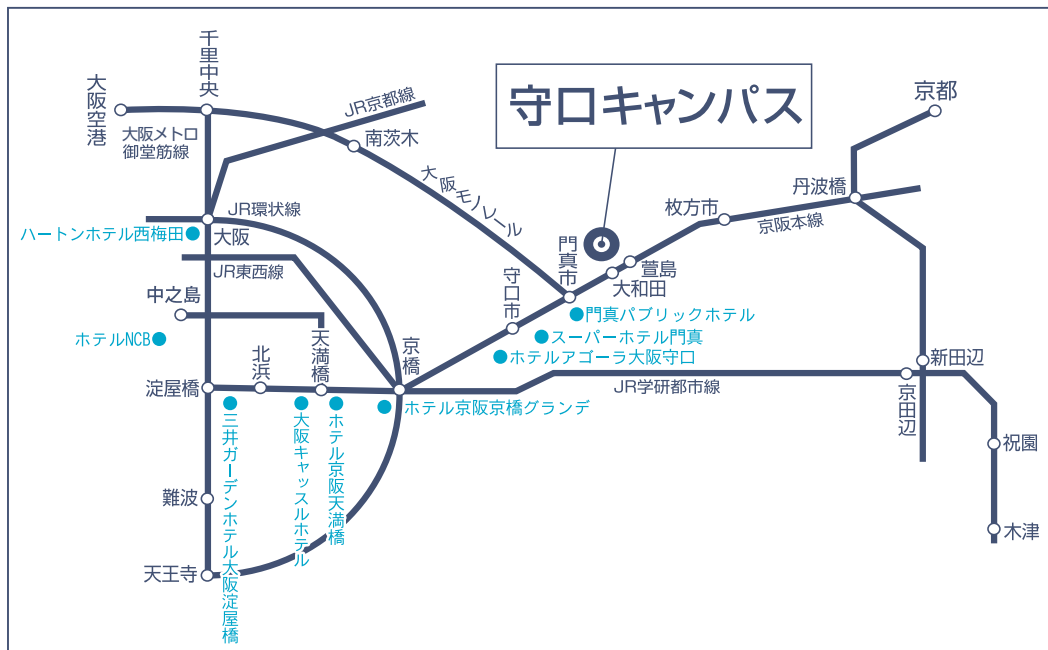 千里中央
大阪空港
大阪メトロ
御堂筋線
JR京都線
南茨木
大阪モノレール
守口キャンパス
京都
丹波橋
枚方市
京阪本線
JR環状線
ハートンホテル西梅田
大阪
JR東西線
中之島
ホテルNCB
天満橋
北浜
淀屋橋
京橋
守口市
門真市
萱島
大和田
門真パブリックホテル
スーパーホテル門真
ホテルアゴーラ大阪守口
ホテル京阪京橋グランデ
JR学研都市線
新田辺
京田辺
祝園
木津
三井ガーデンホテル大阪淀屋橋
大阪キャッスルホテル
ホテル京阪天満橋
難波
天王寺